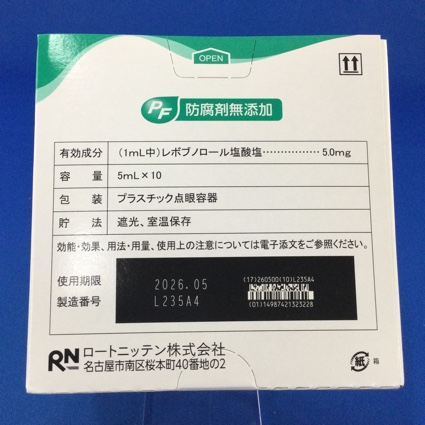 OPEN
PF 防腐剤無添加
有効成分 (1mL中)レボブノロール塩酸塩……………5.0mg
容量 5mL×10
包装 プラスチック点眼容器
貯法 遮光、室温保存
効能・効果、用法・用量、使用上の注意については電子添文をご参照ください。
使用期限 2026.05
製造番号 L235A4
(17)260500(10)L235A4
(01)14987421323228
RN ロートニッテン株式会社
名古屋市南区桜本町40番地の2
紙 箱